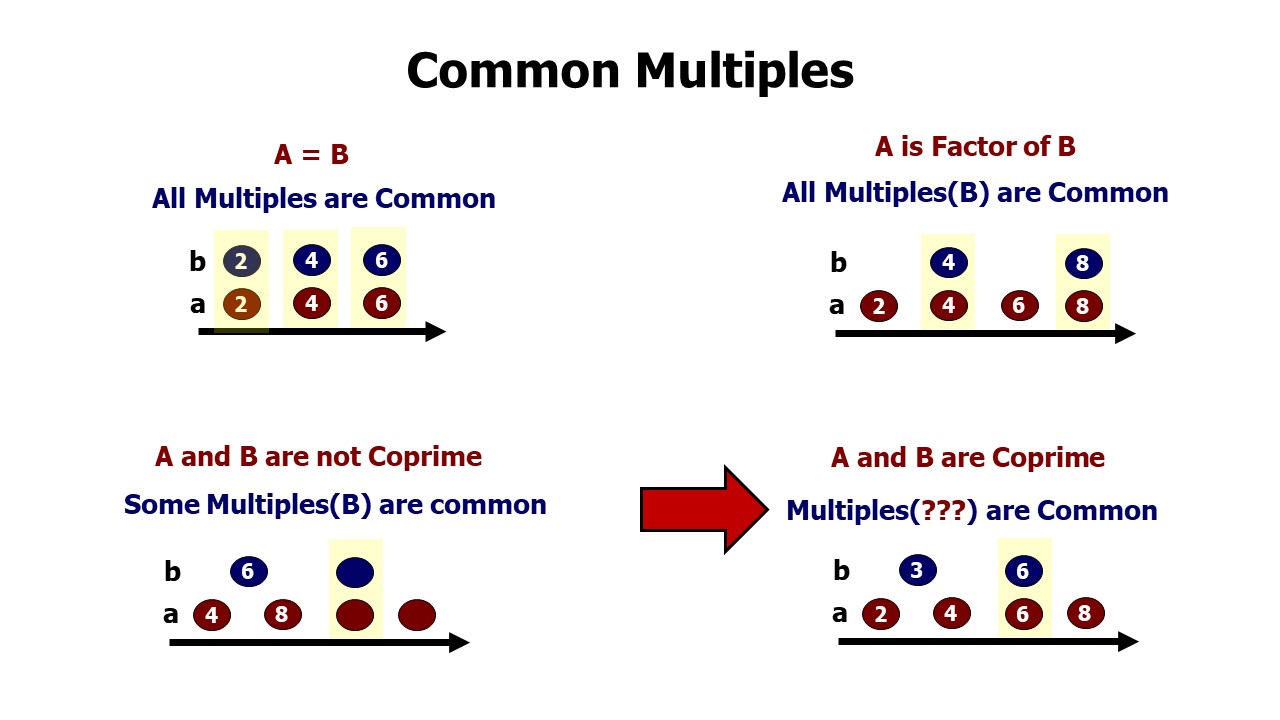 Common Multiples
A = B
All Multiples are Common
b 2 4 6
a 2 4 6
A is Factor of B
All Multiples(B) are Common
b 4 8
a 2 4 6 8
A and B are not Coprime
Some Multiples(B) are common
b 6
a 4 8
A and B are Coprime
Multiples(???) are Common
b 3 6
a 2 4 6 8